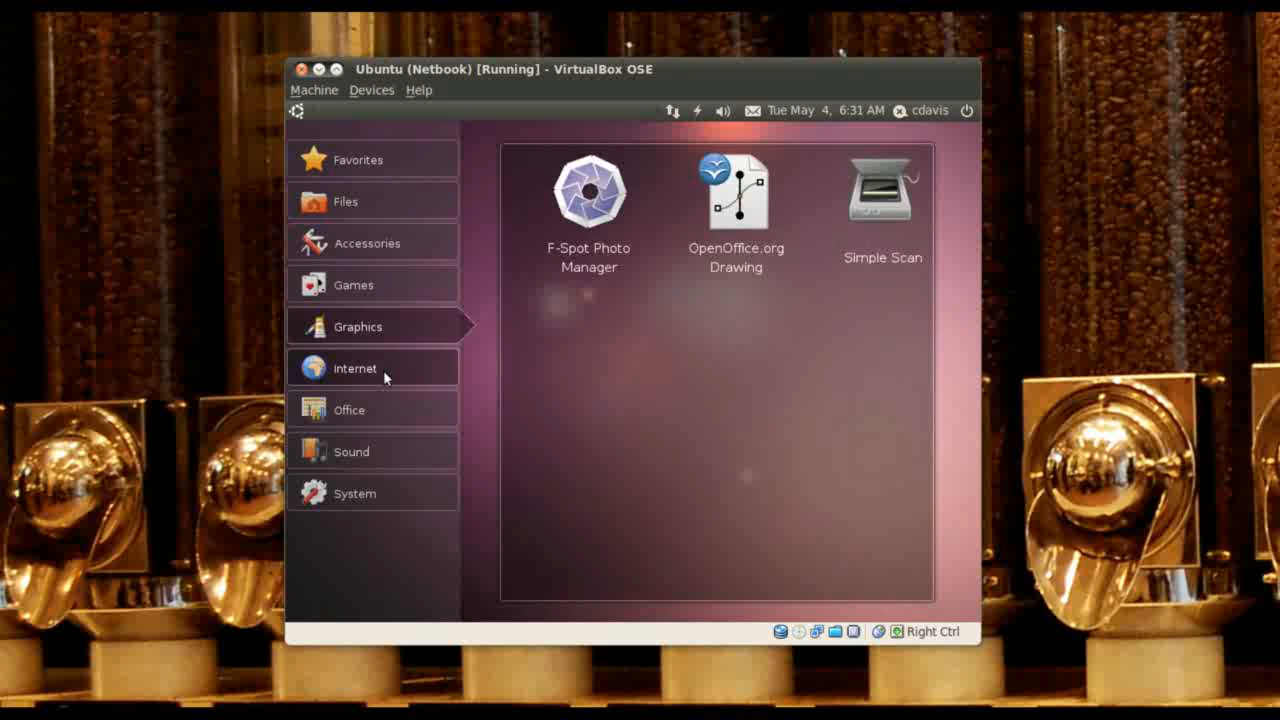 Ubuntu (Netbook) [Running] - VirtualBox OSE
Machine Devices Help
Tue May 4, 6:31 AM cdavis
Favorites
Files
Accessories
Games
Graphics
Internet
Office
Sound
System
F-Spot Photo
Manager
OpenOffice.org
Drawing
Simple Scan
Right Ctrl